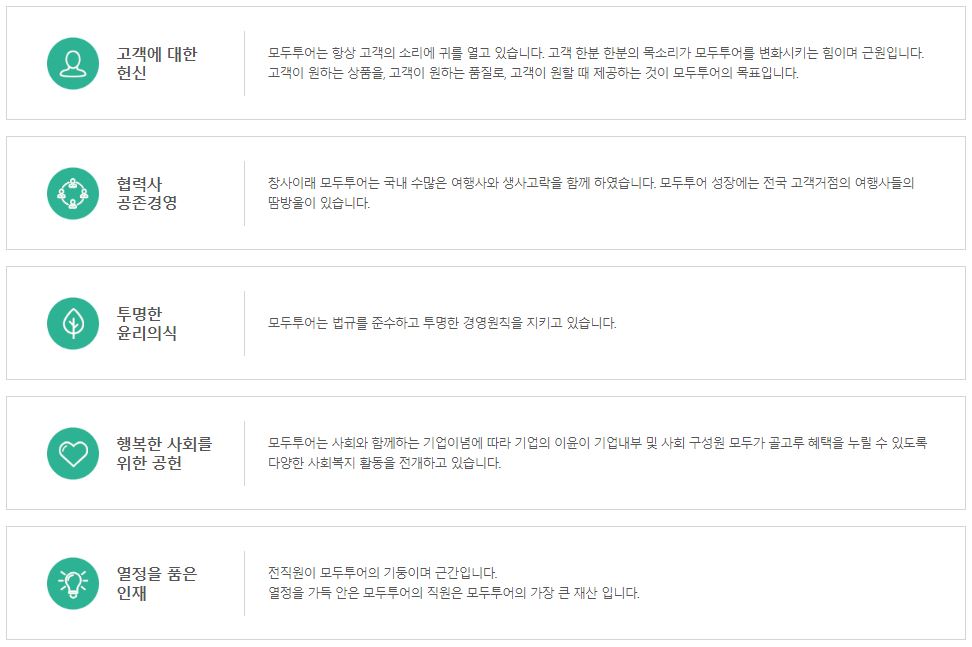 고객에 대한
헌신
모두투어는 항상 고객의 소리에 귀를 열고 있습니다. 고객 한분 한분의 목소리가 모두투어를 변화시키는 힘이며 근원입니다.
고객이 원하는 상품을, 고객이 원하는 품질로, 고객이 원할 때 제공하는 것이 모두투어의 목표입니다.
협력사
공존경영
창사이래 모두투어는 국내 수많은 여행사와 생사고락을 함께 하였습니다. 모두투어 성장에는 전국 고객거점의 여행사들의
땀방울이 있습니다.
투명한
윤리의식
모두투어는 법규를 준수하고 투명한 경영원칙을 지키고 있습니다.
행복한 사회를
위한 공헌
모두투어는 사회와 함께하는 기업이념에 따라 기업의 이윤이 기업내부 및 사회 구성원 모두가 골고루 혜택을 누릴 수 있도록
다양한 사회복지 활동을 전개하고 있습니다.
열정을 품은
인재
전직원이 모두투어의 기둥이며 근간입니다.
열정을 가득 안은 모두투어의 직원은 모두투어의 가장 큰 재산 입니다.